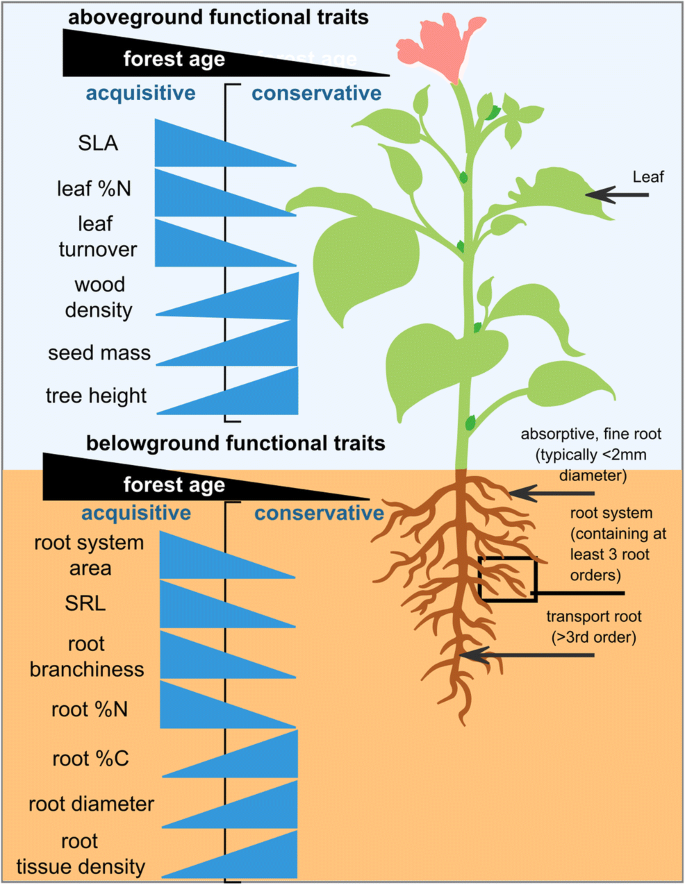 aboveground functional traits
forest age
forest age
acquisitive
conservative
SLA
leaf %N
leaf
turnover
wood
density
seed mass
tree height
Leaf
belowground functional traits
forest age
acquisitive
conservative
root system
area
SRL
root
branchiness
root %N
root %C
root diameter
root
tissue density
absorptive, fine root
(typically <2mm
diameter)
root system
(containing at
least 3 root
orders)
transport root
(>3rd order)